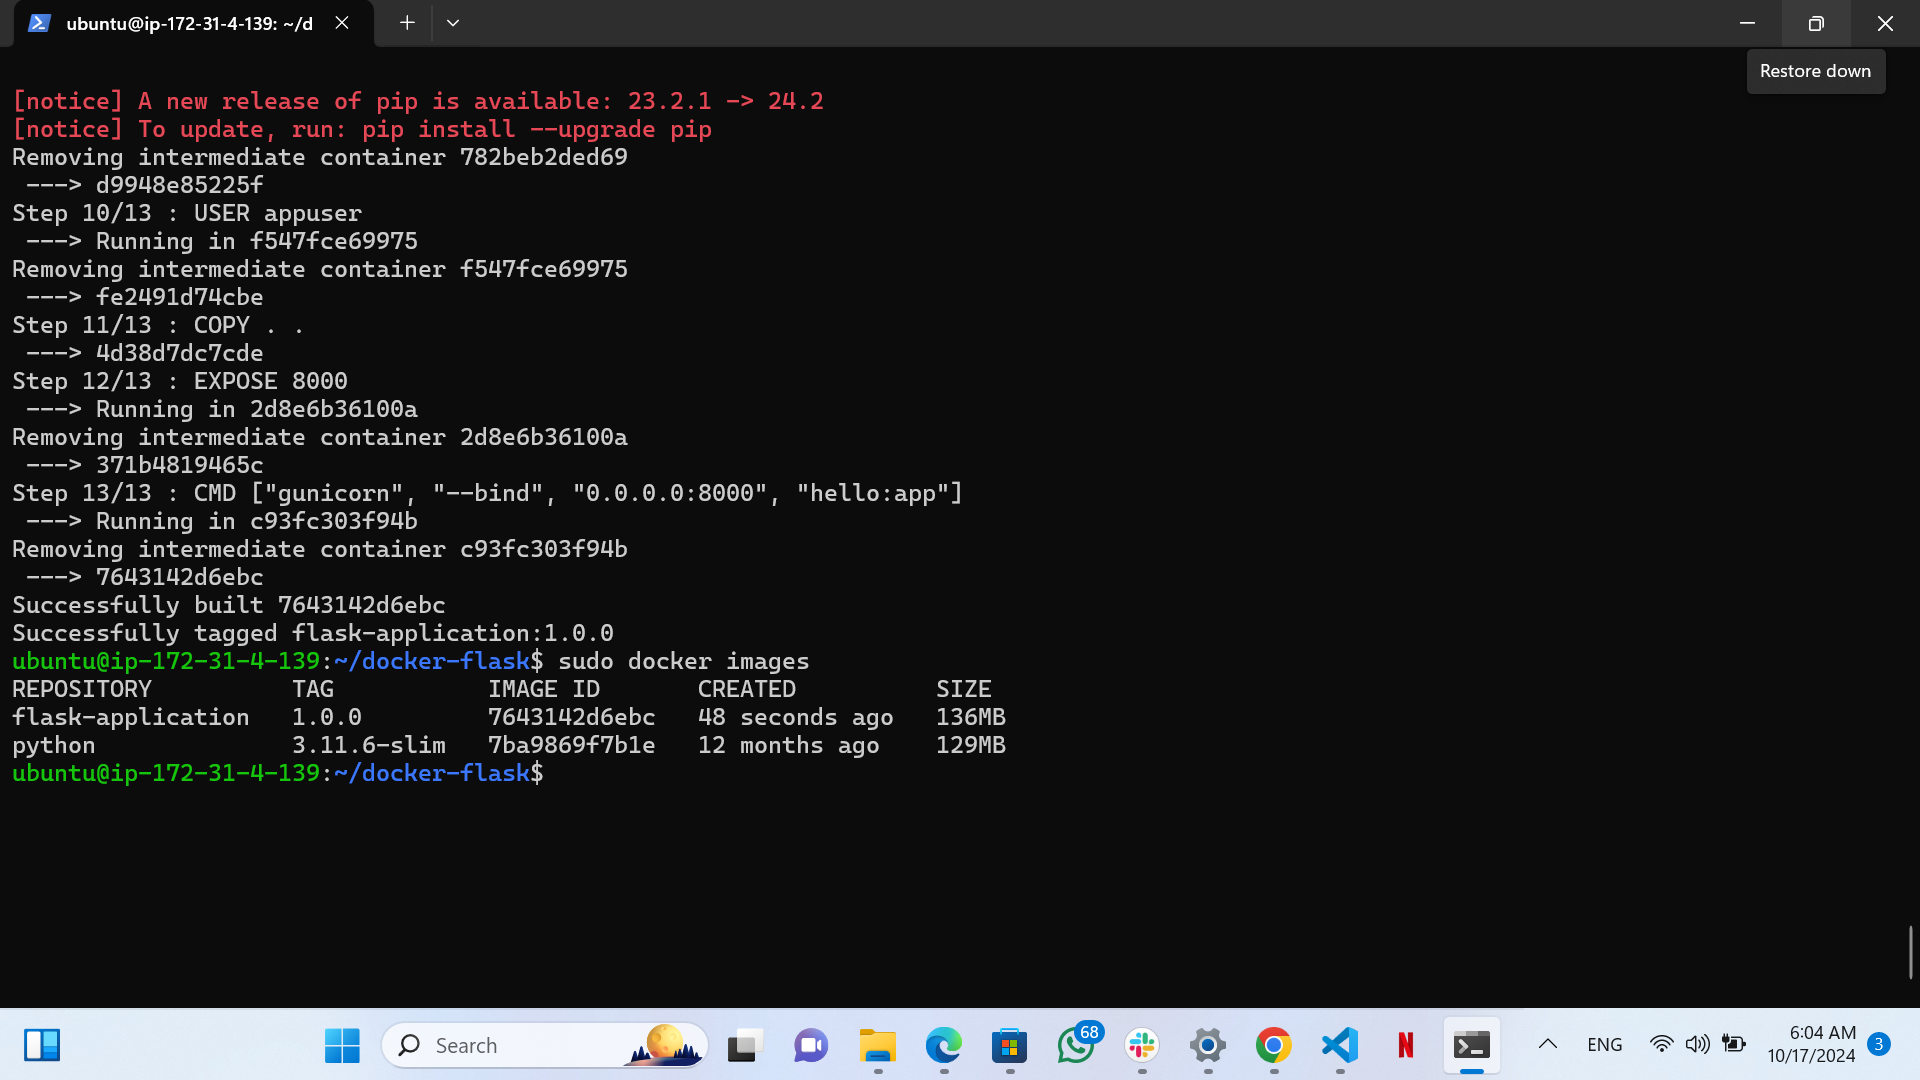 ubuntu@ip-172-31-4-139: ~/d
Restore down
[notice] A new release of pip is available: 23.2.1 -> 24.2
[notice] To update, run: pip install --upgrade pip
Removing intermediate container 782beb2ded69
 ---> d9948e85225f
Step 10/13 : USER appuser
 ---> Running in f547fce69975
Removing intermediate container f547fce69975
 ---> fe2491d74cbe
Step 11/13 : COPY . .
 ---> 4d38d7dc7cde
Step 12/13 : EXPOSE 8000
 ---> Running in 2d8e6b36100a
Removing intermediate container 2d8e6b36100a
 ---> 371b4819465c
Step 13/13 : CMD ["gunicorn", "--bind", "0.0.0.0:8000", "hello:app"]
 ---> Running in c93fc303f94b
Removing intermediate container c93fc303f94b
 ---> 7643142d6ebc
Successfully built 7643142d6ebc
Successfully tagged flask-application:1.0.0
ubuntu@ip-172-31-4-139:~/docker-flask$ sudo docker images
REPOSITORY          TAG           IMAGE ID       CREATED          SIZE
flask-application   1.0.0         7643142d6ebc   48 seconds ago   136MB
python              3.11.6-slim   7ba9869f7b1e   12 months ago    129MB
ubuntu@ip-172-31-4-139:~/docker-flask$
Search
68
N
ENG
6:04 AM
10/17/2024
3